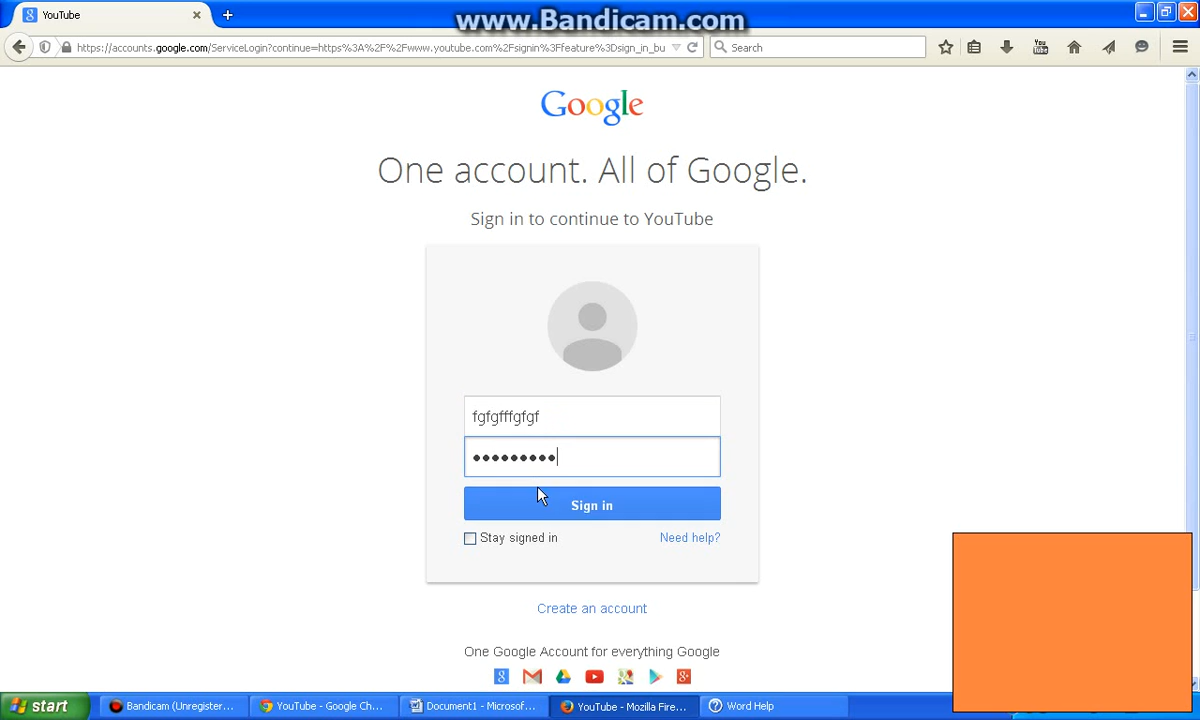 YouTube
www.Bandicam.com
https://accounts.google.com/ServiceLogin?continue=https%3A%2F%2Fwww.youtube.com%2Fsignin%3Ffeature%3Dsign_in_bu
Search
You Tube
Google
One account. All of Google.
Sign in to continue to YouTube
fgfgfffgfgf
Sign in
Stay signed in
Need help?
Create an account
One Google Account for everything Google
start
Bandicam (Unregister...
YouTube - Google Ch...
Document1 - Microsof...
YouTube - Mozilla Fire...
Word Help